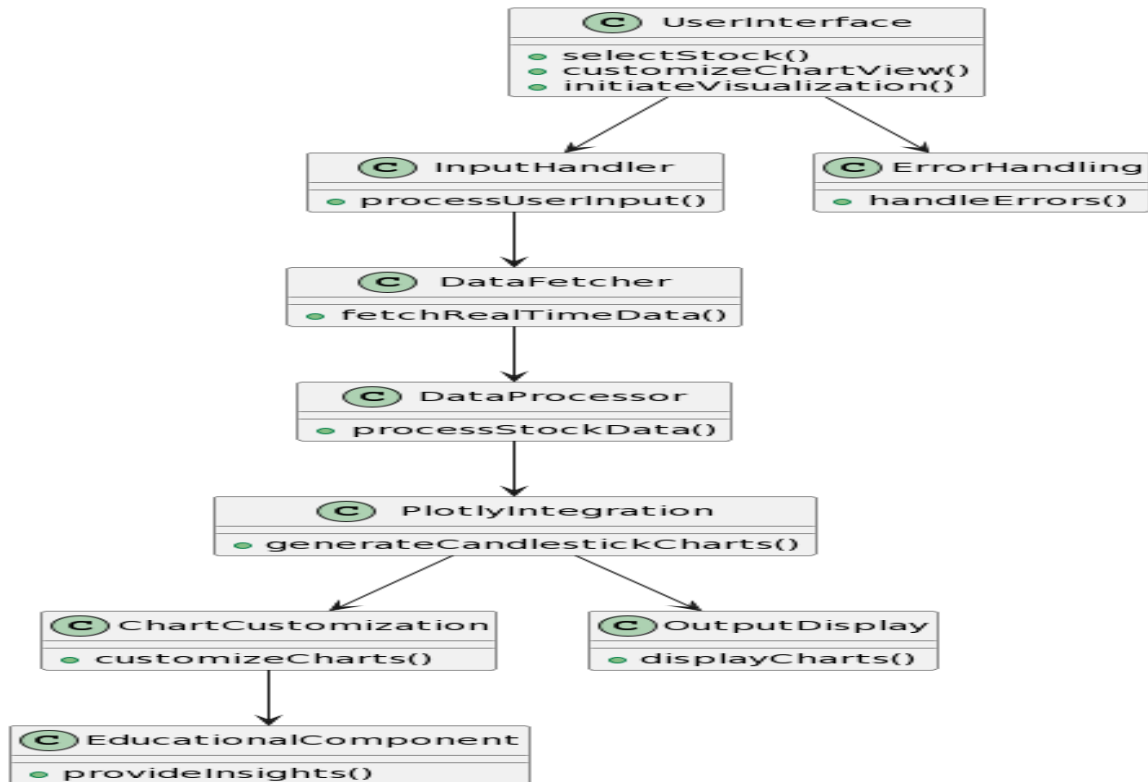 C UserInterface
selectStock()
customizeChartView()
initiateVisualization()
C InputHandler
processUserInput()
C ErrorHandling
handleErrors()
C DataFetcher
fetchRealTimeData()
C DataProcessor
processStockData()
C PlotlyIntegration
generateCandlestickCharts()
C ChartCustomization
customizeCharts()
C OutputDisplay
displayCharts()
C EducationalComponent
provideInsights()